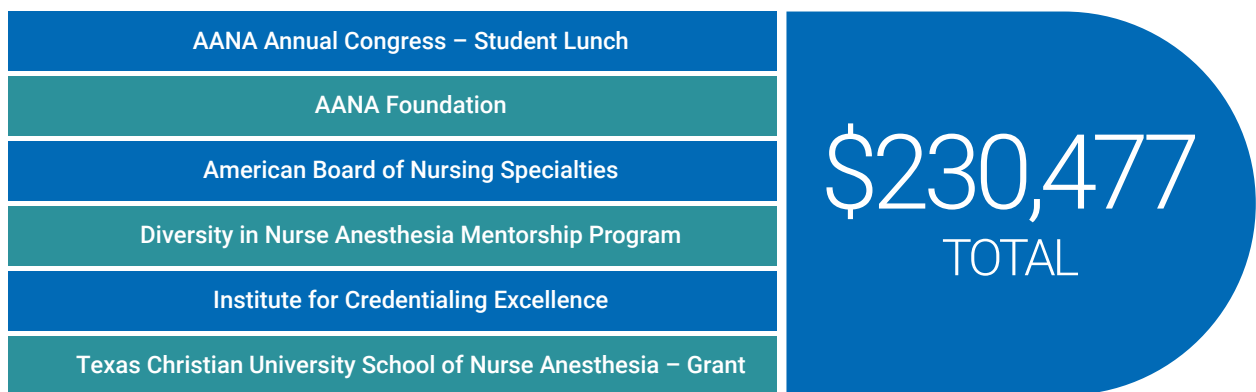 AANA Annual Congress – Student Lunch
AANA Foundation
American Board of Nursing Specialties
Diversity in Nurse Anesthesia Mentorship Program
Institute for Credentialing Excellence
Texas Christian University School of Nurse Anesthesia – Grant
$230,477
TOTAL